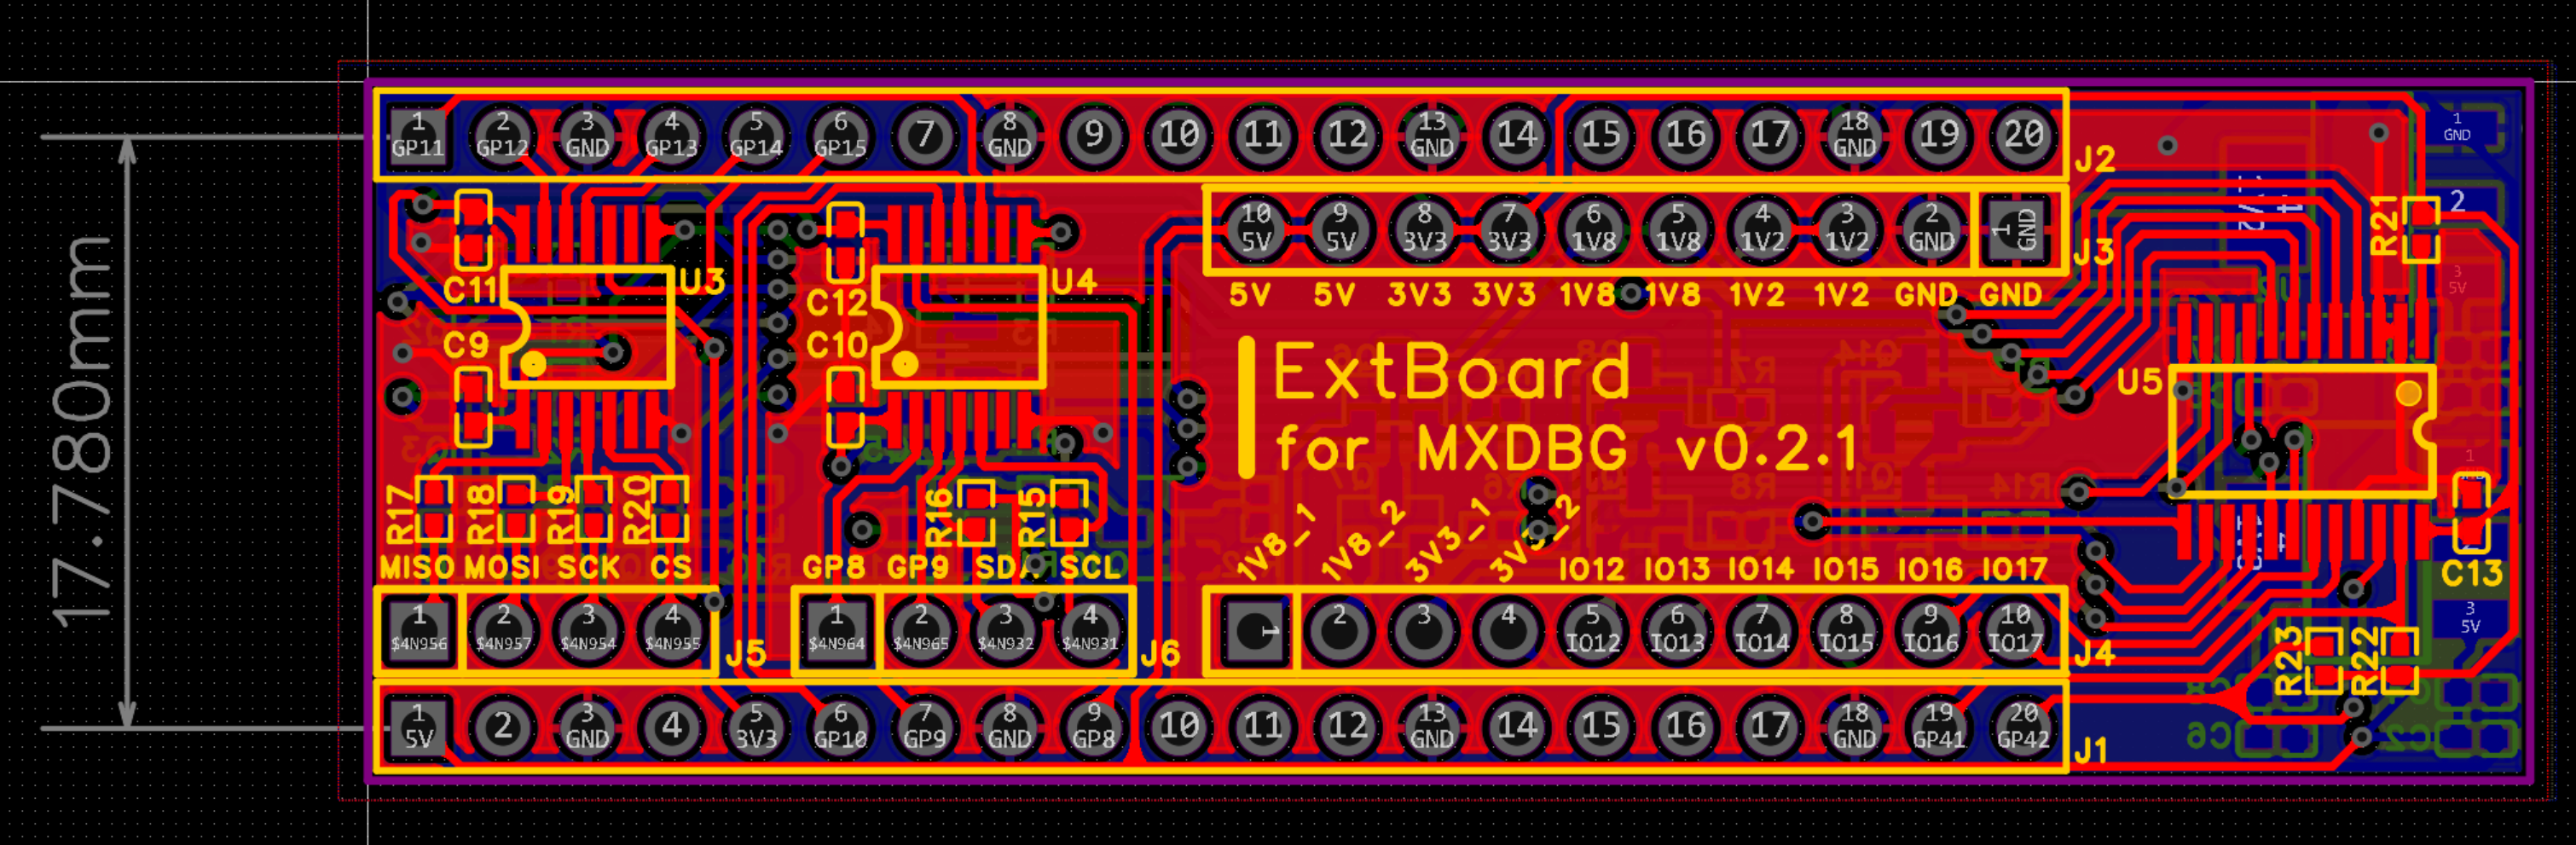 1 2 3 4 5 6 7 8 9 10 11 12 13 14 15 16 17 18 19 20
GP11 GP12 GND GP13 GP14 GP15 GND GND GND
J2
1
GND
2
R21
10 9 8 7 6 5 4 3 2 1
5V 5V 3V3 3V3 1V8 1V8 1V2 1V2 GND GND
J3
5V 5V 3V3 3V3 1V8 1V8 1V2 1V2 GND GND
3
5V
C11 U3 C12 U4
C9 C10
17.780mm
ExtBoard
for MXDBG v0.2.1
U5
R17 R18 R19 R20 R16 R15
1V8_1 1V8_2 3V3_1 3V3_2
MISO MOSI SCK CS GP8 GP9 SDA SCL IO12 IO13 IO14 IO15 IO16 IO17
C13
1 2 3 4 1 2 3 4 1 2 3 4 5 6 7 8 9 10
$4N956 $4N957 $4N954 $4N955 $4N964 $4N965 $4N932 $4N931 IO12 IO13 IO14 IO15 IO16 IO17
J5 J6 J4
3
5V
R23 R22
1 2 3 4 5 6 7 8 9 10 11 12 13 14 15 16 17 18 19 20
5V GND 3V3 GP10 GP9 GND GP8 GND GND GP41 GP42
J1
C8
C6 C2